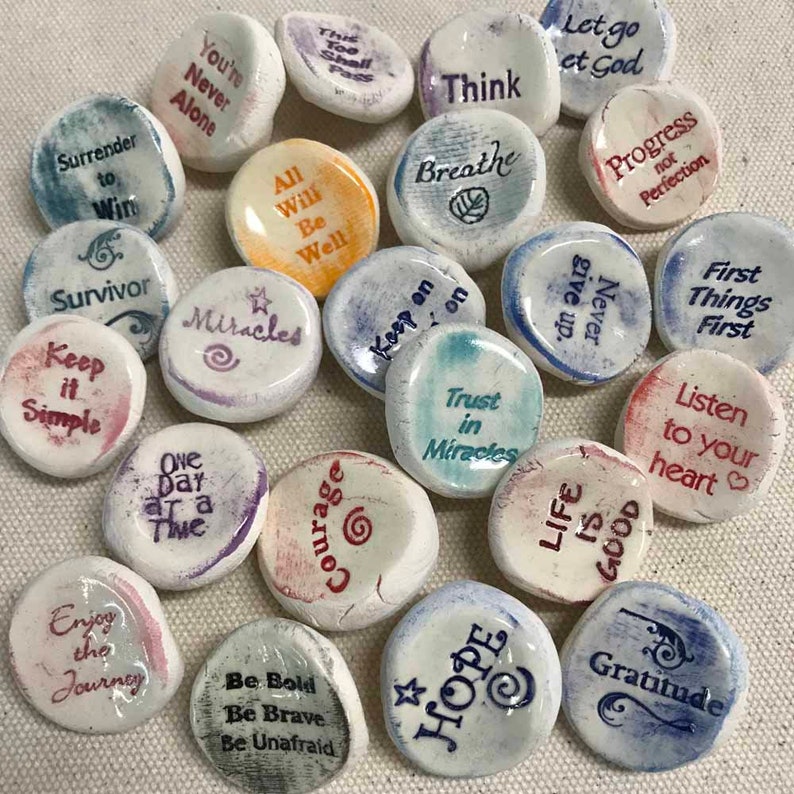 You're
Never
Alone
This
Too
Shall
Pass
Think
Let go
Let God
Surrender
to
Win
All
Will
Be
Well
Breathe
Progress
not
Perfection
Survivor
Miracles
Keep on
on
Never
give up.
First
Things
First
Keep
it
Simple
Trust
in
Miracles
Listen
to your
heart
ONE
DAY
AT A
TIME
Courage
LIFE
IS
GOOD
Enjoy
the
Journey
Be Bold
Be Brave
Be Unafraid
HOPE
Gratitude